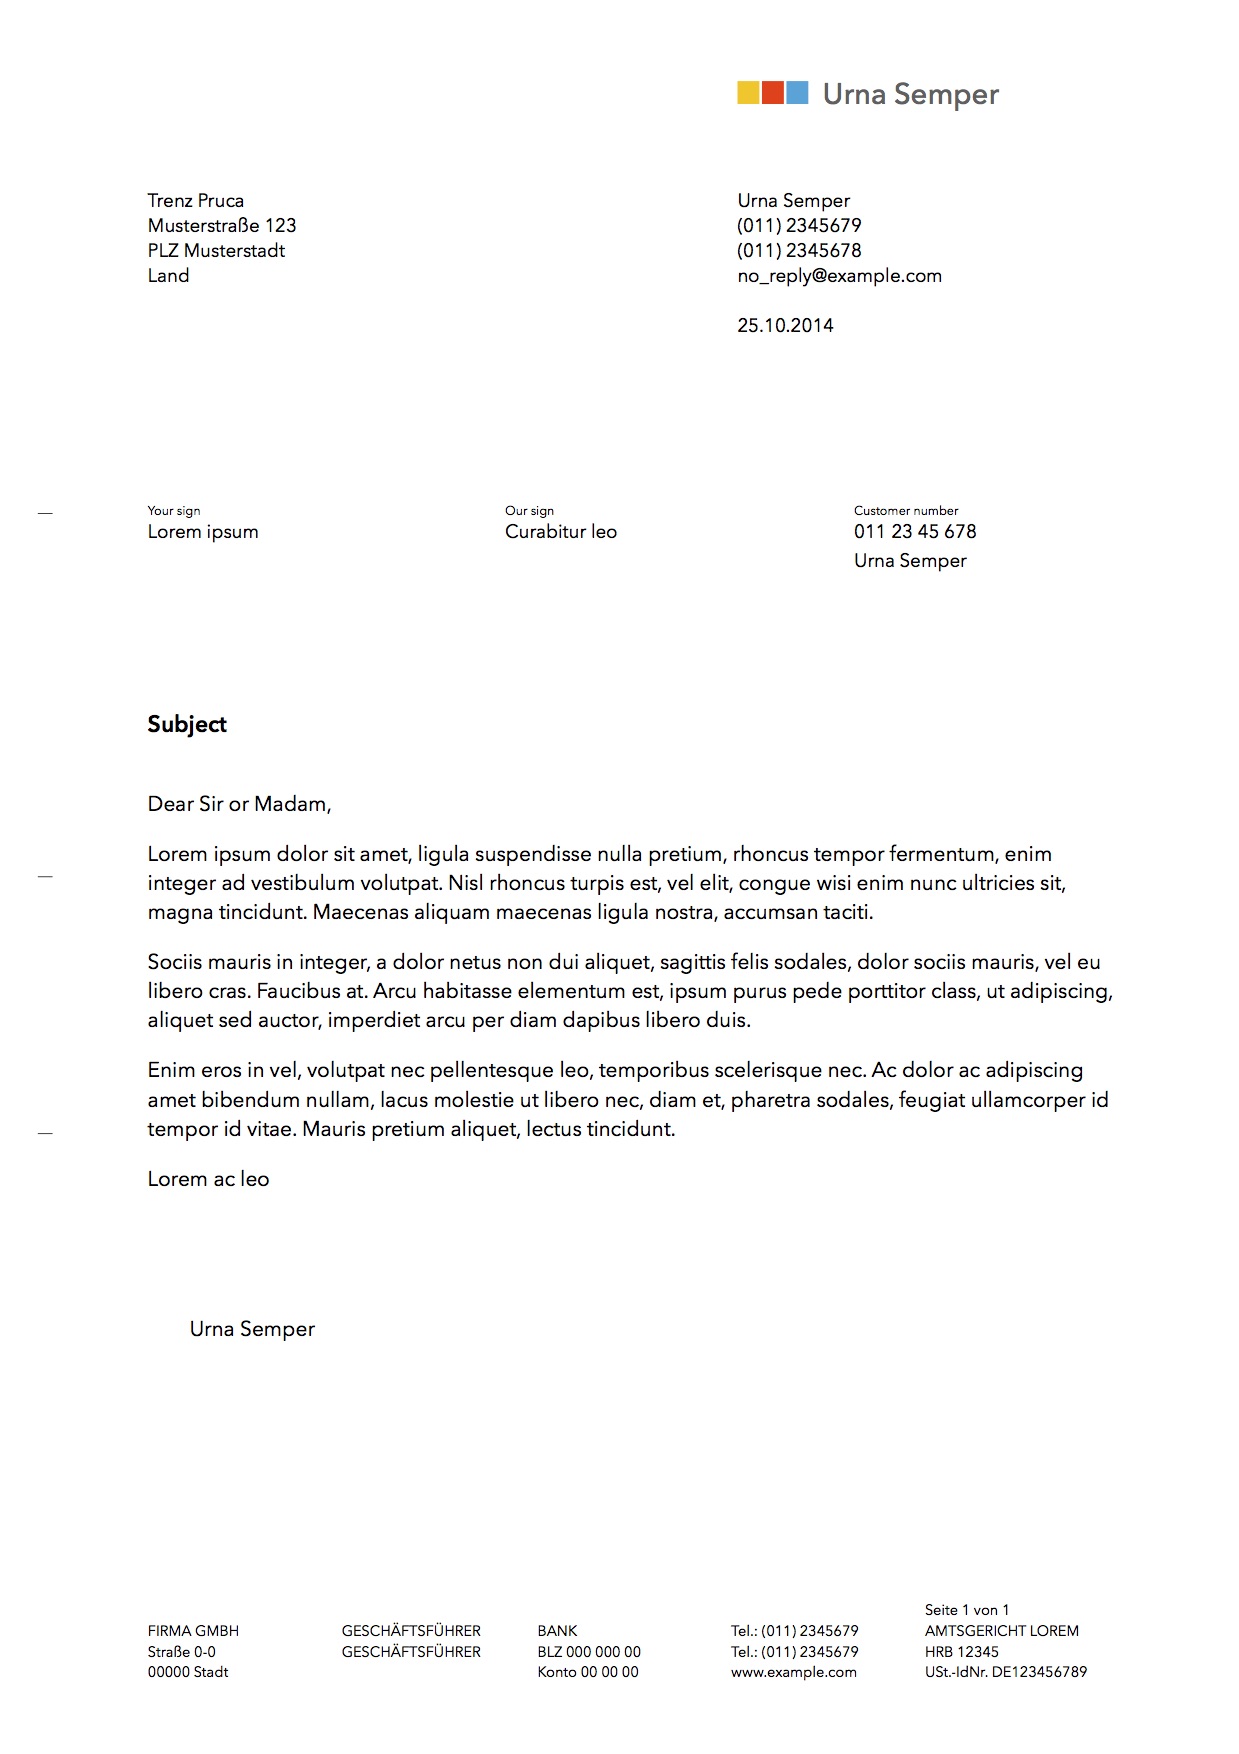 Urna Semper
Trenz Pruca
Musterstraße 123
PLZ Musterstadt
Land
Urna Semper
(011) 2345679
(011) 2345678
no_reply@example.com
25.10.2014
Your sign
Lorem ipsum
Our sign
Curabitur leo
Customer number
011 23 45 678
Urna Semper
Subject
Dear Sir or Madam,
Lorem ipsum dolor sit amet, ligula suspendisse nulla pretium, rhoncus tempor fermentum, enim
integer ad vestibulum volutpat. Nisl rhoncus turpis est, vel elit, congue wisi enim nunc ultricies sit,
magna tincidunt. Maecenas aliquam maecenas ligula nostra, accumsan taciti.
Sociis mauris in integer, a dolor netus non dui aliquet, sagittis felis sodales, dolor sociis mauris, vel eu
libero cras. Faucibus at. Arcu habitasse elementum est, ipsum purus pede porttitor class, ut adipiscing,
aliquet sed auctor, imperdiet arcu per diam dapibus libero duis.
Enim eros in vel, volutpat nec pellentesque leo, temporibus scelerisque nec. Ac dolor ac adipiscing
amet bibendum nullam, lacus molestie ut libero nec, diam et, pharetra sodales, feugiat ullamcorper id
tempor id vitae. Mauris pretium aliquet, lectus tincidunt.
Lorem ac leo
Urna Semper
FIRMA GMBH
Straße 0-0
00000 Stadt
GESCHÄFTSFÜHRER
GESCHÄFTSFÜHRER
BANK
BLZ 000 000 00
Konto 00 00 00
Tel.: (011) 2345679
Tel.: (011) 2345679
www.example.com
Seite 1 von 1
AMTSGERICHT LOREM
HRB 12345
USt.-IdNr. DE123456789